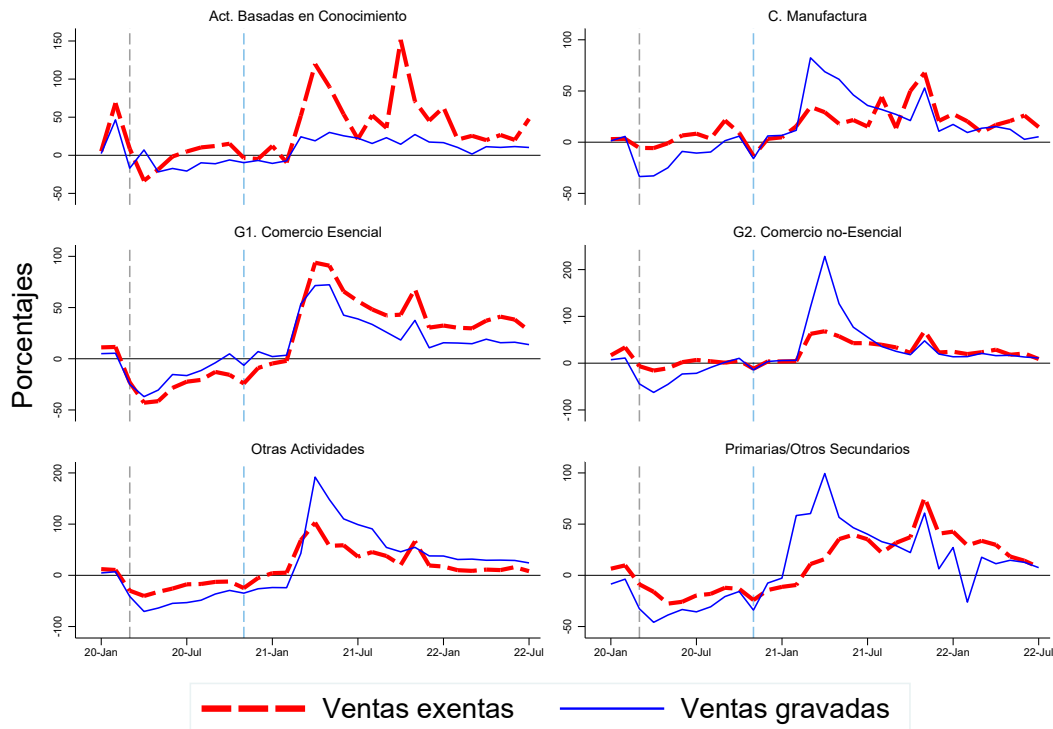 Act. Basadas en Conocimiento
C. Manufactura
150
100
50
0
-50
100
50
0
-50
G1. Comercio Esencial
G2. Comercio no-Esencial
Porcentajes
100
50
0
-50
200
100
0
-100
Otras Actividades
Primarias/Otros Secundarios
200
100
0
-100
100
50
0
-50
20-Jan 20-Jul 21-Jan 21-Jul 22-Jan 22-Jul
20-Jan 20-Jul 21-Jan 21-Jul 22-Jan 22-Jul
Ventas exentas Ventas gravadas